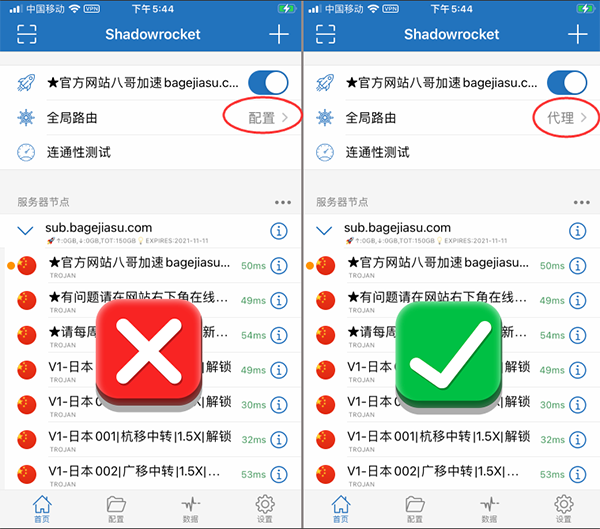 中国移动 VPN 下午5:44
Shadowrocket
★官方网站八哥加速 bagejiasu.c...
全局路由 配置
连通性测试
服务器节点
sub.bagejiasu.com
↑:0GB,↓:0GB,TOT:150GB EXPIRES:2021-11-11
★官方网站八哥加速 bagejiasu... 50ms
TROJAN
★有问题请在网站右下角在线... 49ms
TROJAN
★请每周 新... 54ms
TROJAN
V1-日本 解锁 49ms
TROJAN
V1-日本 |解锁 30ms
TROJAN
V1-日本 001|杭移中转|1.5X|解锁 32ms
TROJAN
V1-日本 002|广移中转|1.5X|... 53ms
TROJAN
首页 配置 数据 设置
中国移动 VPN 下午5:44
Shadowrocket
★官方网站八哥加速 bagejiasu.c...
全局路由 代理
连通性测试
服务器节点
sub.bagejiasu.com
↑:0GB,↓:0GB,TOT:150GB EXPIRES:2021-11-11
★官方网站八哥加速 bagejiasu... 50ms
TROJAN
★有问题请在网站右下角在线... 49ms
TROJAN
★请每周 新... 54ms
TROJAN
V1-日本 |解锁 49ms
TROJAN
V1-日本 |解锁 30ms
TROJAN
V1-日本 001|杭移中转|1.5X|解锁 32ms
TROJAN
V1-日本 002|广移中转|1.5X|... 53ms
TROJAN
首页 配置 数据 设置